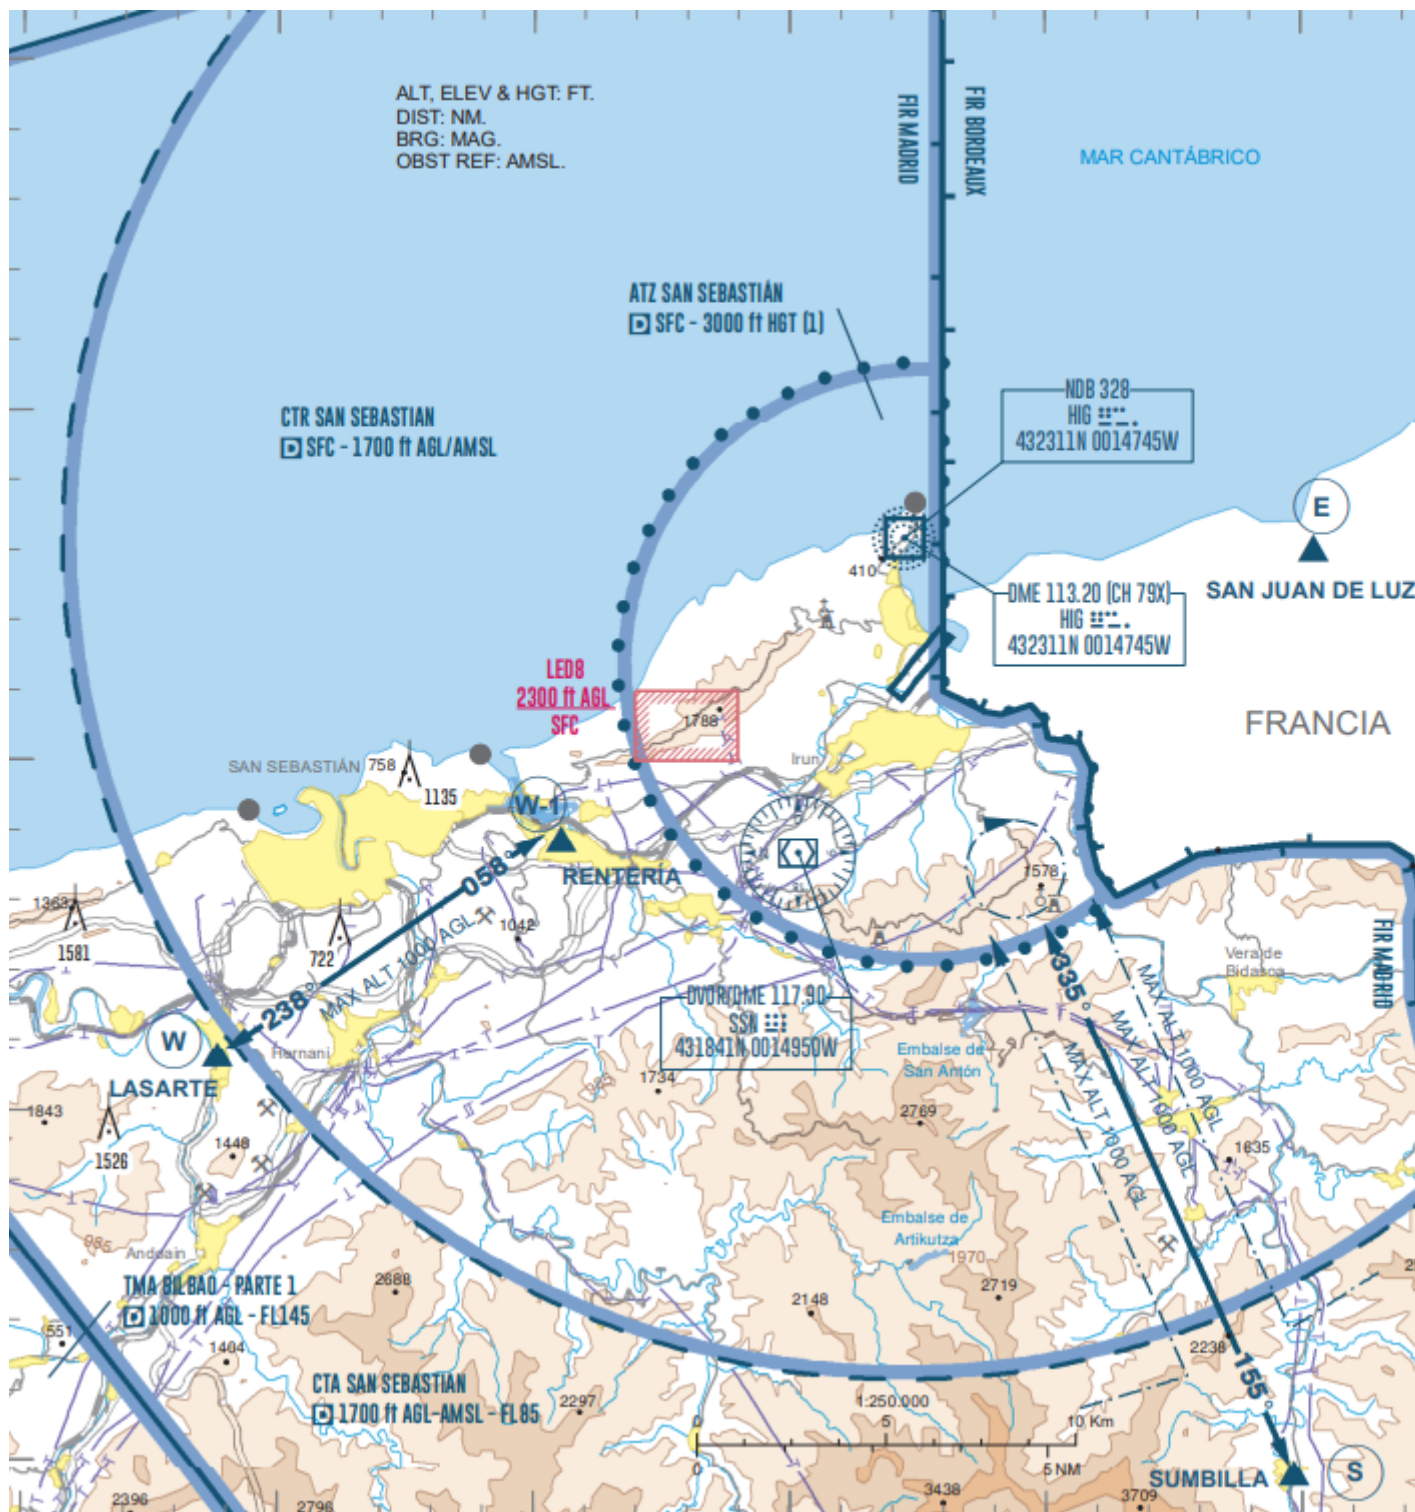 ALT, ELEV & HGT: FT.
DIST: NM.
BRG: MAG.
OBST REF: AMSL.
FIR MADRID
FIR BORDEAUX
MAR CANTÁBRICO
ATZ SAN SEBASTIÁN
D SFC - 3000 ft HGT (1)
CTR SAN SEBASTIAN
D SFC - 1700 ft AGL/AMSL
NDB 328
HIG
432311N 0014745W
E
SAN JUAN DE LUZ
410
DME 113.20 (CH 79X)
HIG
432311N 0014745W
LED8
2300 ft AGL
SFC
1788
FRANCIA
Irun
SAN SEBASTIÁN
758
1135
W-1
RENTERÍA
058°
1578
1363
1581
722
1042
MAX ALT 1000 AGL
238°
W
LASARTE
Hernani
DVOR/DME 117.90
SSN
431841N 0014950W
335°
Vera de
Bidasoa
FIR MADRID
MAX ALT 1000 AGL
MAX ALT 1000 AGL
MAX ALT 1000 AGL
Embalse de
San Antón
985
1734
2769
1843
1526
1448
1635
Embalse de
Artikutza
1970
985
Andoain
TMA BILBAO - PARTE 1
D 1000 ft AGL - FL145
2688
2148
2719
551
1404
2238
155°
CTA SAN SEBASTIAN
D 1700 ft AGL-AMSL - FL85
2297
1:250.000
0 5 10 Km
0 5 NM
SUMBILLA
S
2396
2796
3438
3709